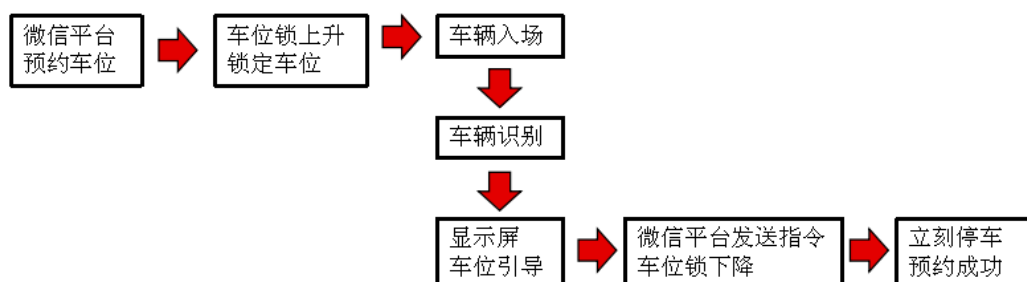 微信平台
预约车位
车位锁上升
锁定车位
车辆入场
车辆识别
显示屏
车位引导
微信平台发送指令
车位锁下降
立刻停车
预约成功